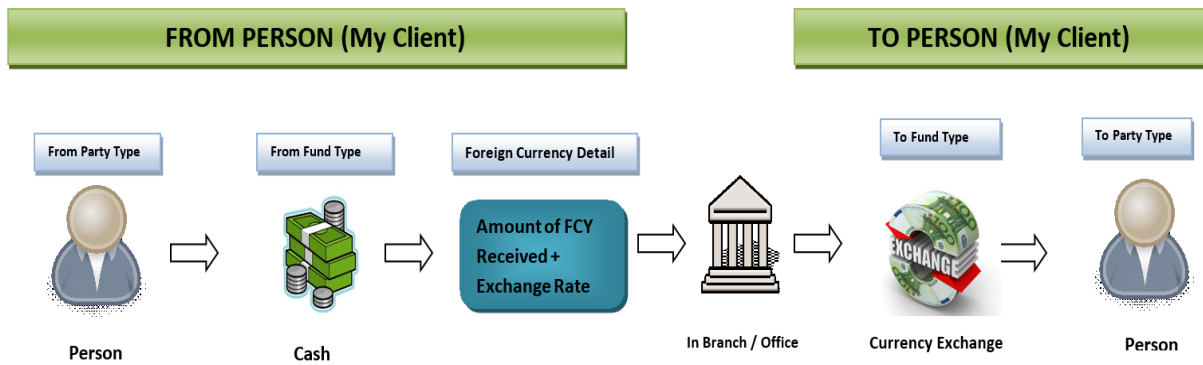 FROM PERSON (My Client)
TO PERSON (My Client)
From Party Type
From Fund Type
Foreign Currency Detail
To Fund Type
To Party Type
Amount of FCY
Received +
Exchange Rate
EXCHANGE
100
Person
Cash
In Branch / Office
Currency Exchange
Person